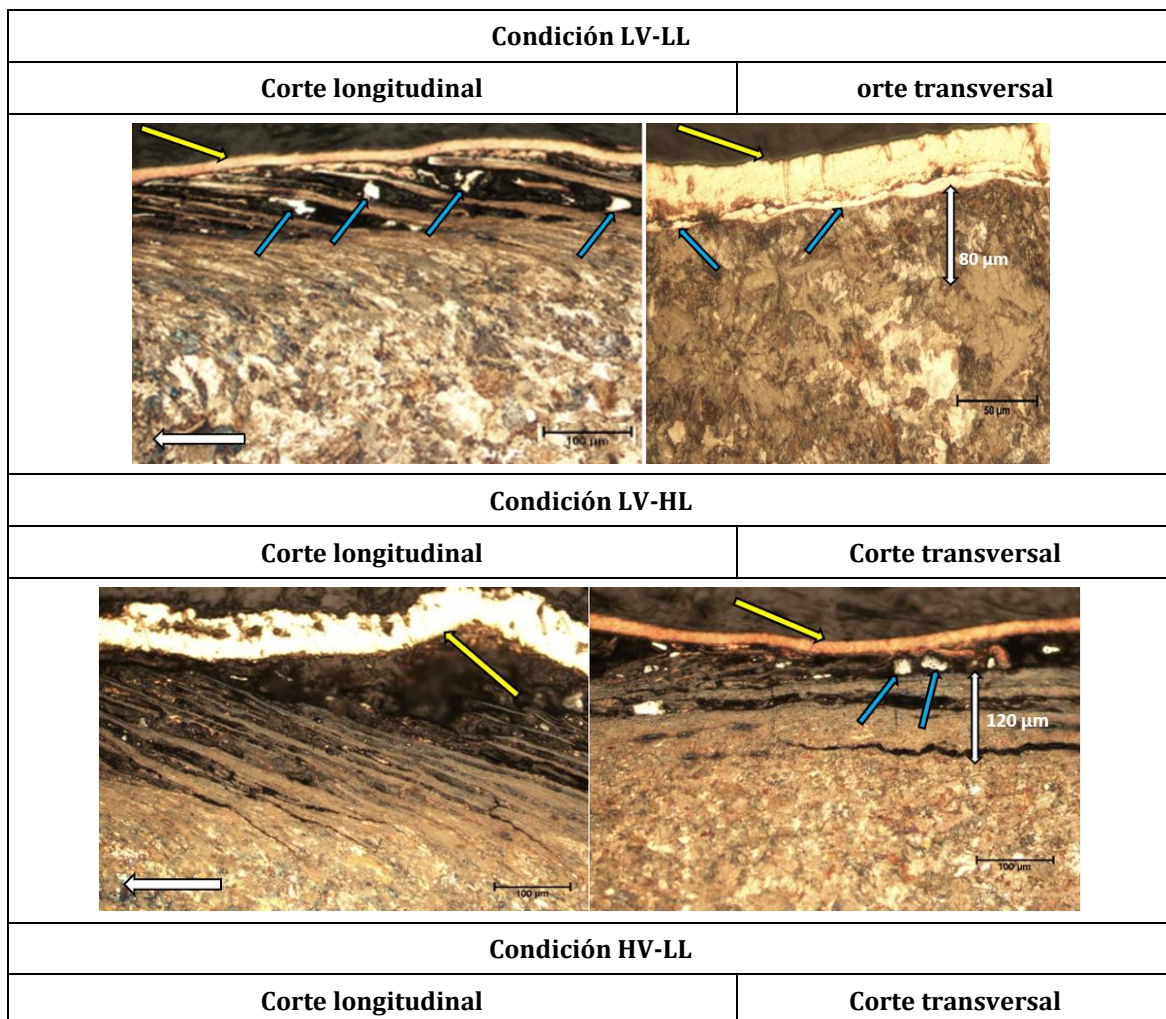 Condición LV-LL
Corte longitudinal
orte transversal
80 µm
100 µm
50 µm
Condición LV-HL
Corte longitudinal
Corte transversal
120 µm
100 µm
100 µm
Condición HV-LL
Corte longitudinal
Corte transversal